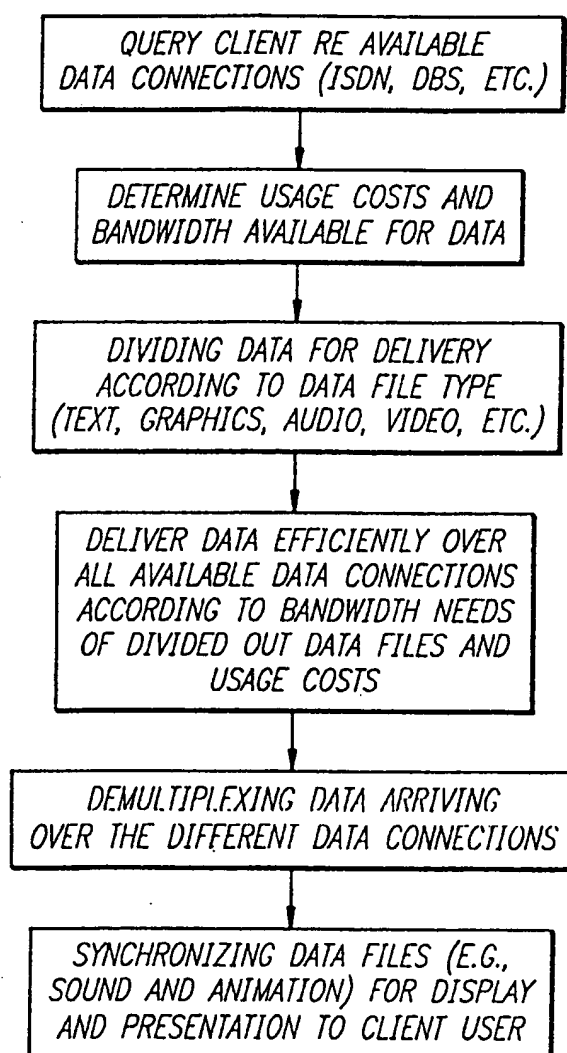 QUERY CLIENT RE AVAILABLE
DATA CONNECTIONS (ISDN, DBS, ETC.)
DETERMINE USAGE COSTS AND
BANDWIDTH AVAILABLE FOR DATA
DIVIDING DATA FOR DELIVERY
ACCORDING TO DATA FILE TYPE
(TEXT, GRAPHICS, AUDIO, VIDEO, ETC.)
DELIVER DATA EFFICIENTLY OVER
ALL AVAILABLE DATA CONNECTIONS
ACCORDING TO BANDWIDTH NEEDS
OF DIVIDED OUT DATA FILES AND
USAGE COSTS
DEMULTIPLEXING DATA ARRIVING
OVER THE DIFFERENT DATA CONNECTIONS
SYNCHRONIZING DATA FILES (E.G.,
SOUND AND ANIMATION) FOR DISPLAY
AND PRESENTATION TO CLIENT USER